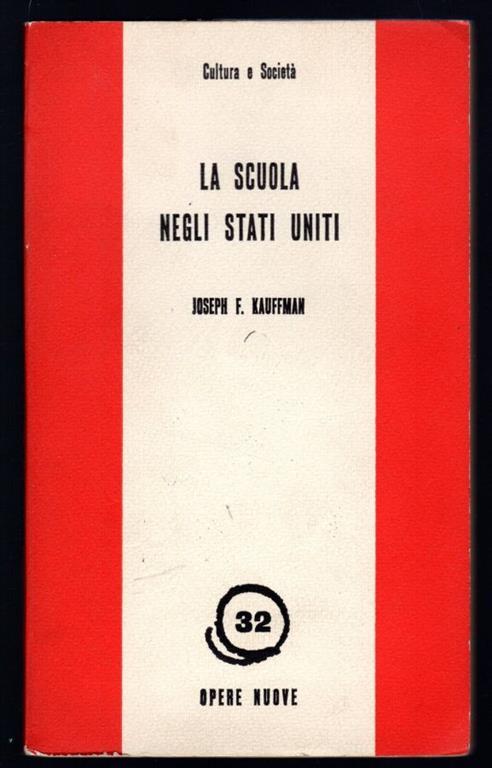 Cultura e Società
LA SCUOLA
NEGLI STATI UNITI
JOSEPH F. KAUFFMAN
32
OPERE NUOVE